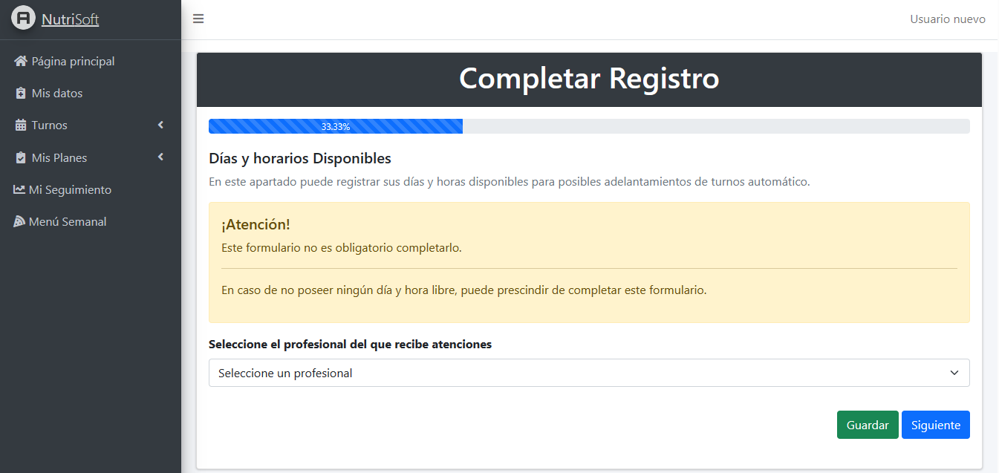 NutriSoft
Usuario nuevo
Página principal
Mis datos
Turnos
Mis Planes
Mi Seguimiento
Menú Semanal
Completar Registro
33.33%
Días y horarios Disponibles
En este apartado puede registrar sus días y horas disponibles para posibles adelantamientos de turnos automático.
¡Atención!
Este formulario no es obligatorio completarlo.
En caso de no poseer ningún día y hora libre, puede prescindir de completar este formulario.
Seleccione el profesional del que recibe atenciones
Seleccione un profesional
Guardar Siguiente